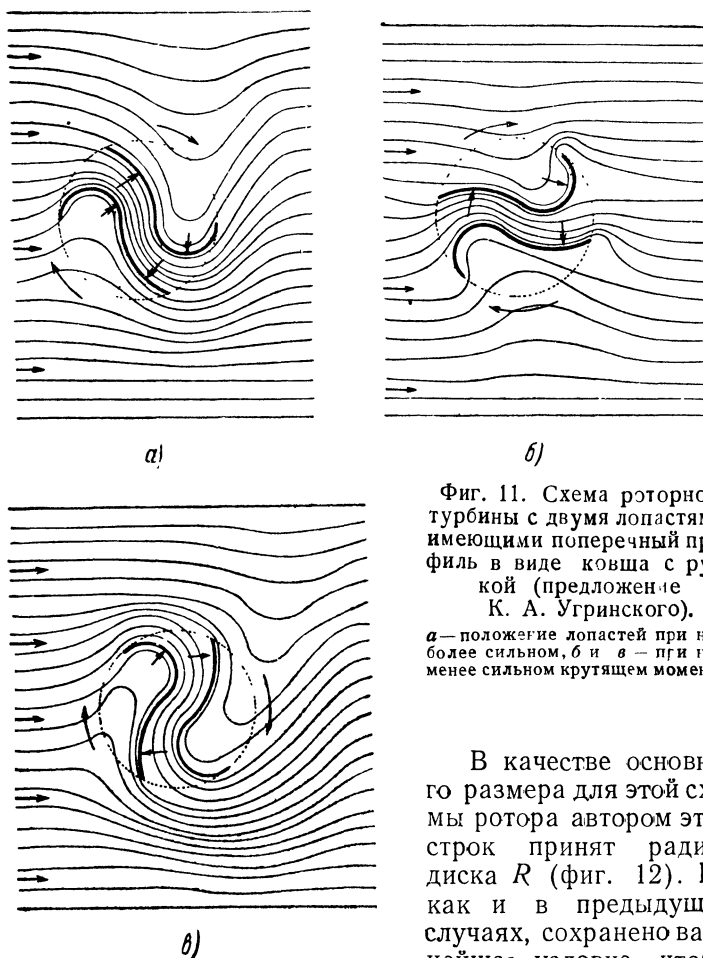 а)
б)
в)
Фиг. 11. Схема роторно
турбины с двумя лопастя
имеющими поперечный пр
филь в виде ковша с ру
кой (предложение
К. А. Угринского).
а — положение лопастей при н
более сильном, б и в — при н
менее сильном крутящем момен
В качестве основн
го размера для этой сх
мы ротора автором эт
строк принят ради
диска R (фиг. 12).
как и в предыдущ
случаях, сохранено ва